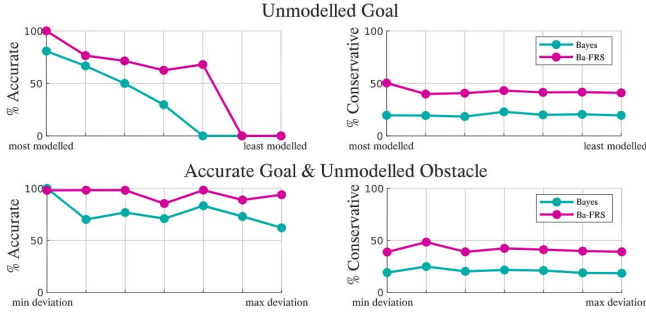 Unmodelled Goal
% Accurate
100
50
0
most modelled
least modelled
% Conservative
100
50
0
most modelled
least modelled
Bayes
Ba-FRS
Accurate Goal & Unmodelled Obstacle
% Accurate
100
50
min deviation
max deviation
% Conservative
100
50
0
min deviation
max deviation
Bayes
Ba-FRS